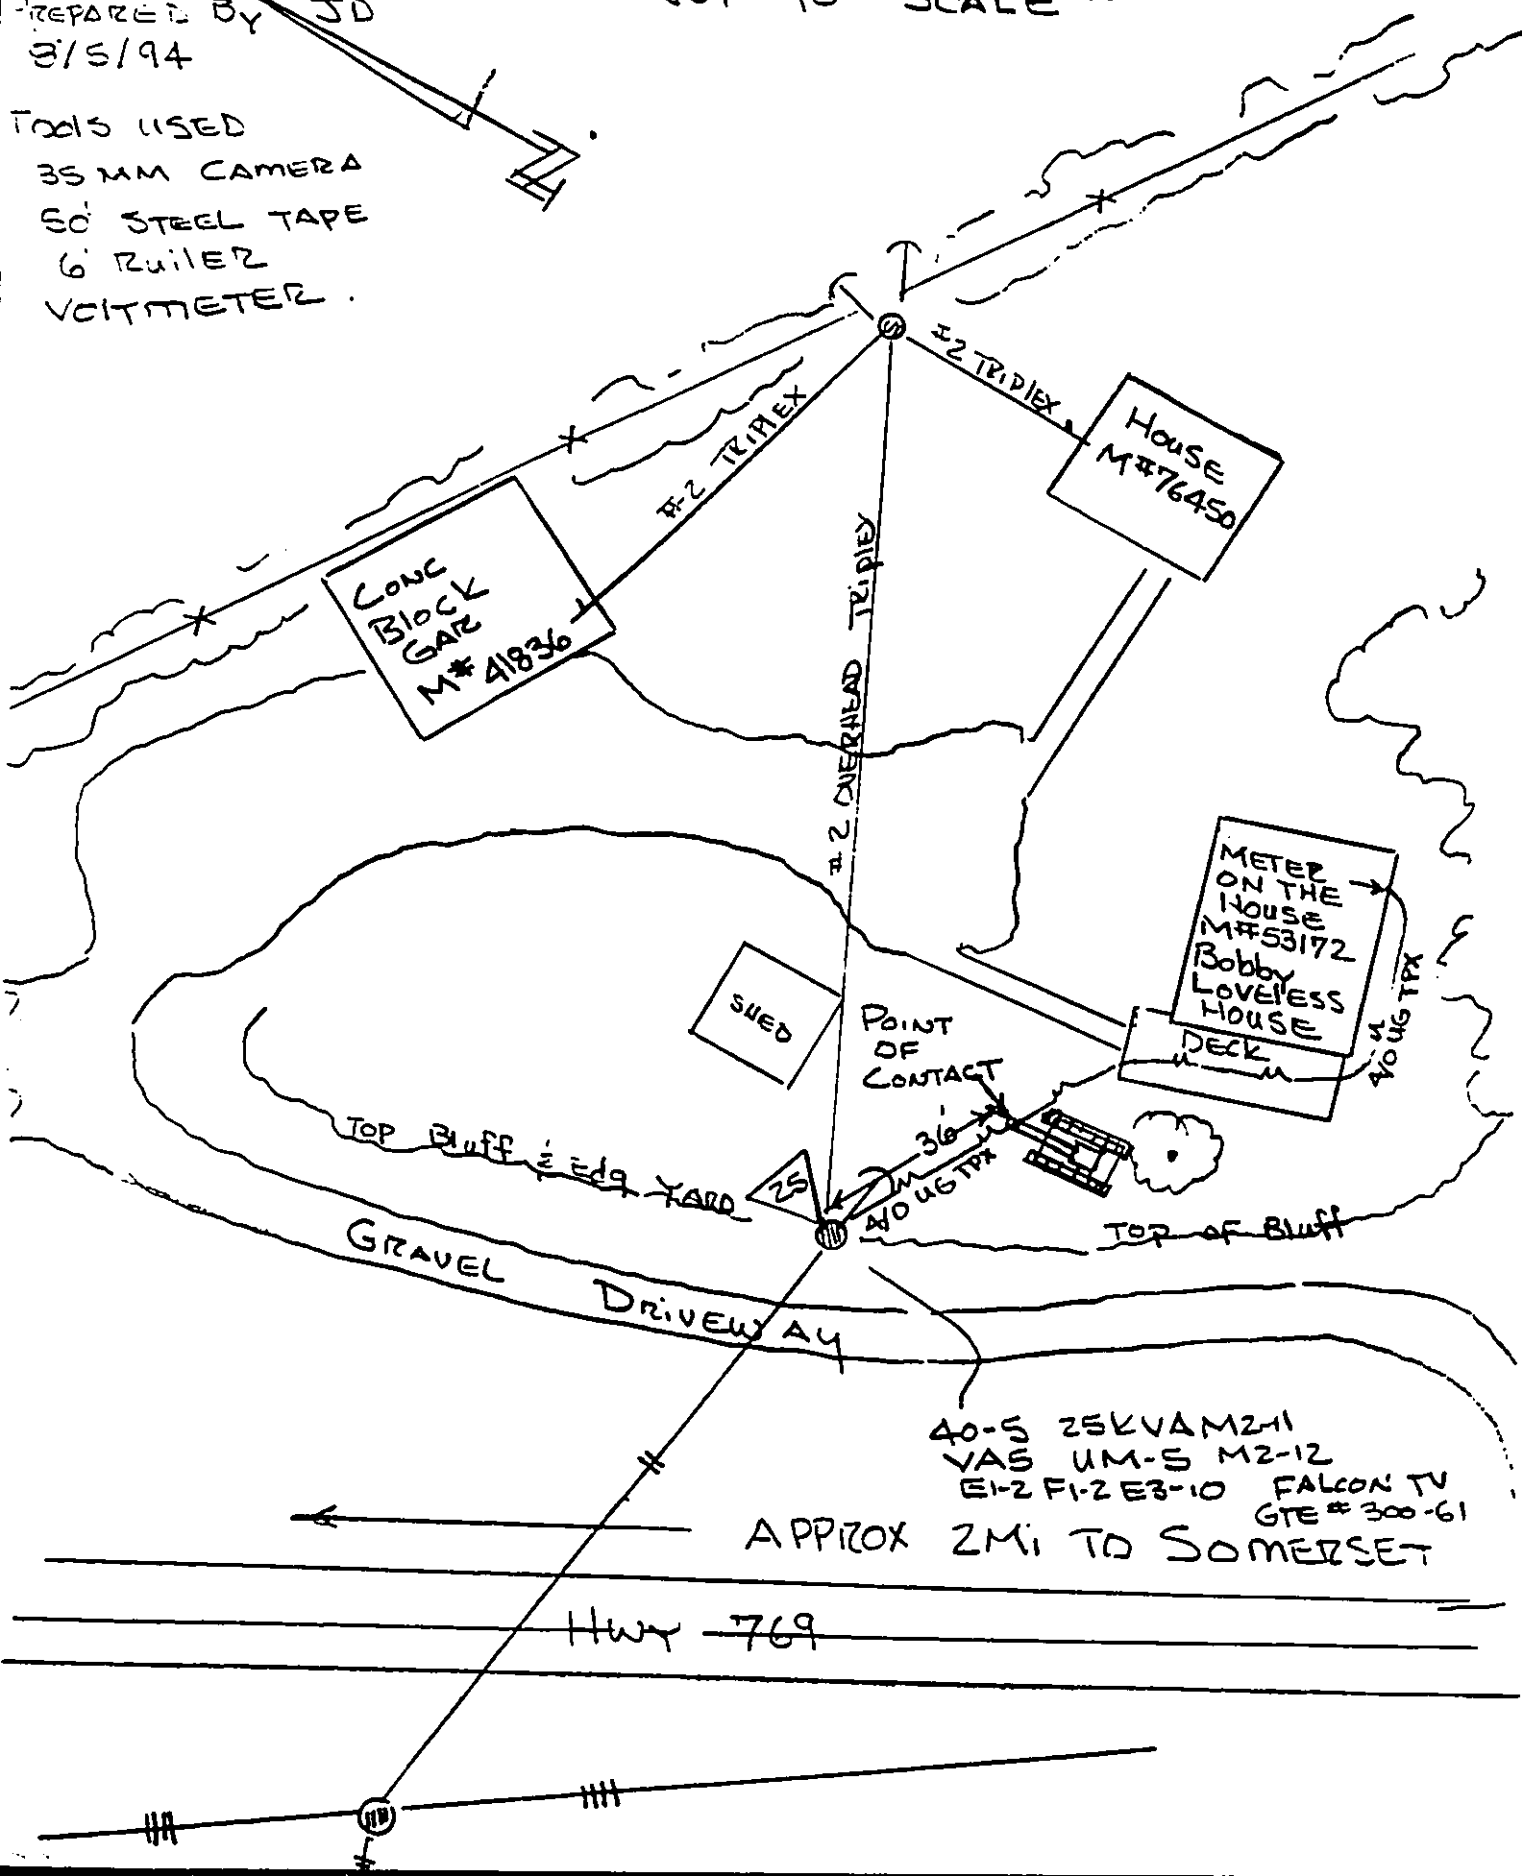 PREPARED By JD
NOT TO SCALE
8/5/94
TOOlS USED
35 MM CAMERA
50' STEEL TAPE
6' RuilER
VOlTMETER.
#2 TRiPlEX
House
M#76450
#2 TRiPlEX
CONC
BlOCK
GAR
M# 41836
#2 OVERHEAD TRiplEX
METER
ON THE
HOUSE
M#53172
Bobby
LOVElESS
HOUSE
4/0 UG TPX
DECK
SHED
POINT
OF
CONTACT
36'
4/0 UG TPX
25
TOP Bluff & Edg YARD
TOP OF Bluff
GRAVEL DRiVEWAY
40-5 25KVA M2-11
VA5 UM-5 M2-12
E1-2 F1-2 E3-10 FALCON TV
GTE # 300-61
APPROX 2Mi TO SOMERSET
HWY 769